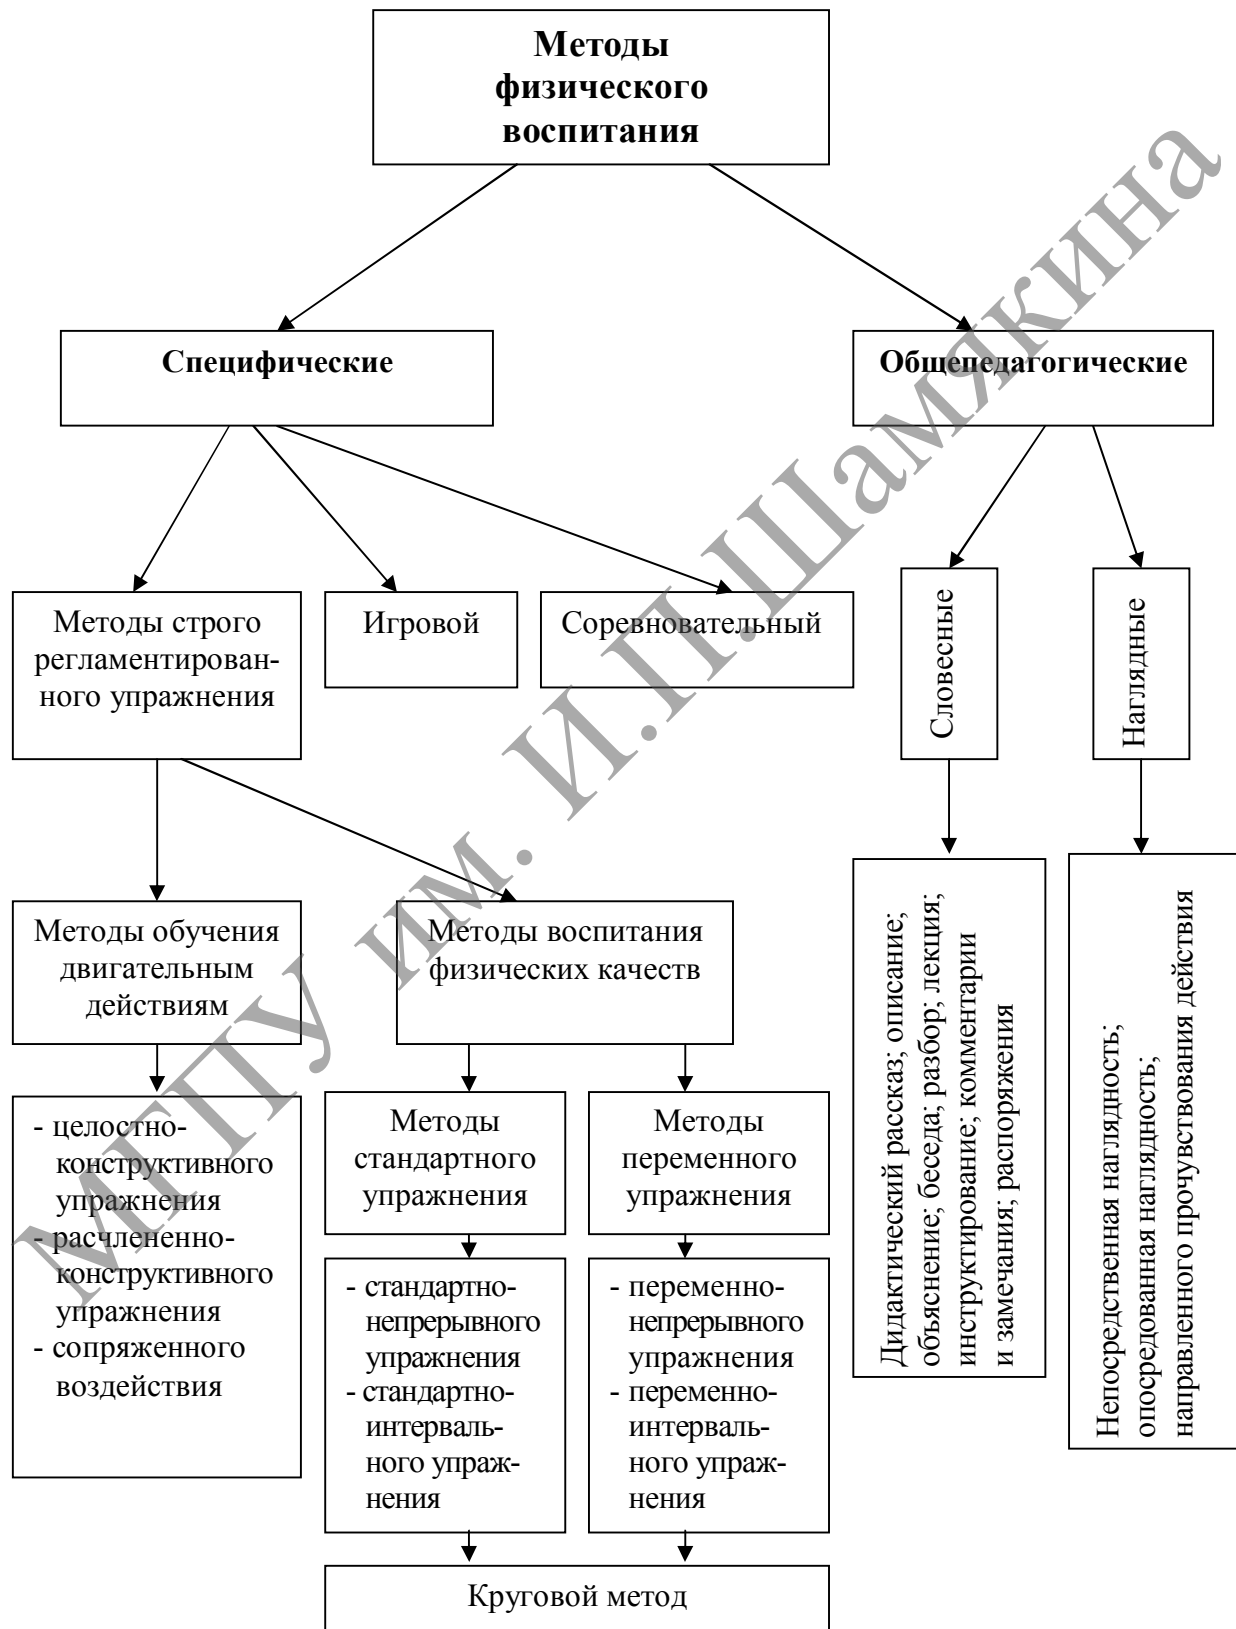 Методы
физического
воспитания
Специфические
Общепедагогические
Методы строго
регламентирован-
ного упражнения
Игровой
Соревновательный
Словесные
Наглядные
Методы обучения
двигательным
действиям
Методы воспитания
физических качеств
- целостно-
конструктивного
упражнения
- расчлененно-
конструктивного
упражнения
- сопряженного
воздействия
Методы
стандартного
упражнения
Методы
переменного
упражнения
- стандартно-
непрерывного
упражнения
- стандартно-
интерваль-
ного упраж-
нения
- переменно-
непрерывного
упражнения
- переменно-
интерваль-
ного упраж-
нения
Круговой метод
Дидактический рассказ; описание;
объяснение; беседа; разбор; лекция;
инструктирование; комментарии
и замечания; распоряжения
Непосредственная наглядность;
опосредованная наглядность;
направленного прочувствования действия
МГПУ им. И.П.Шамякина